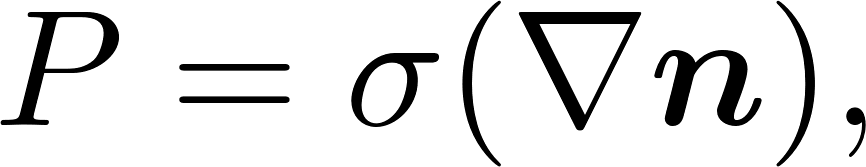 P = σ(∇𝒏),